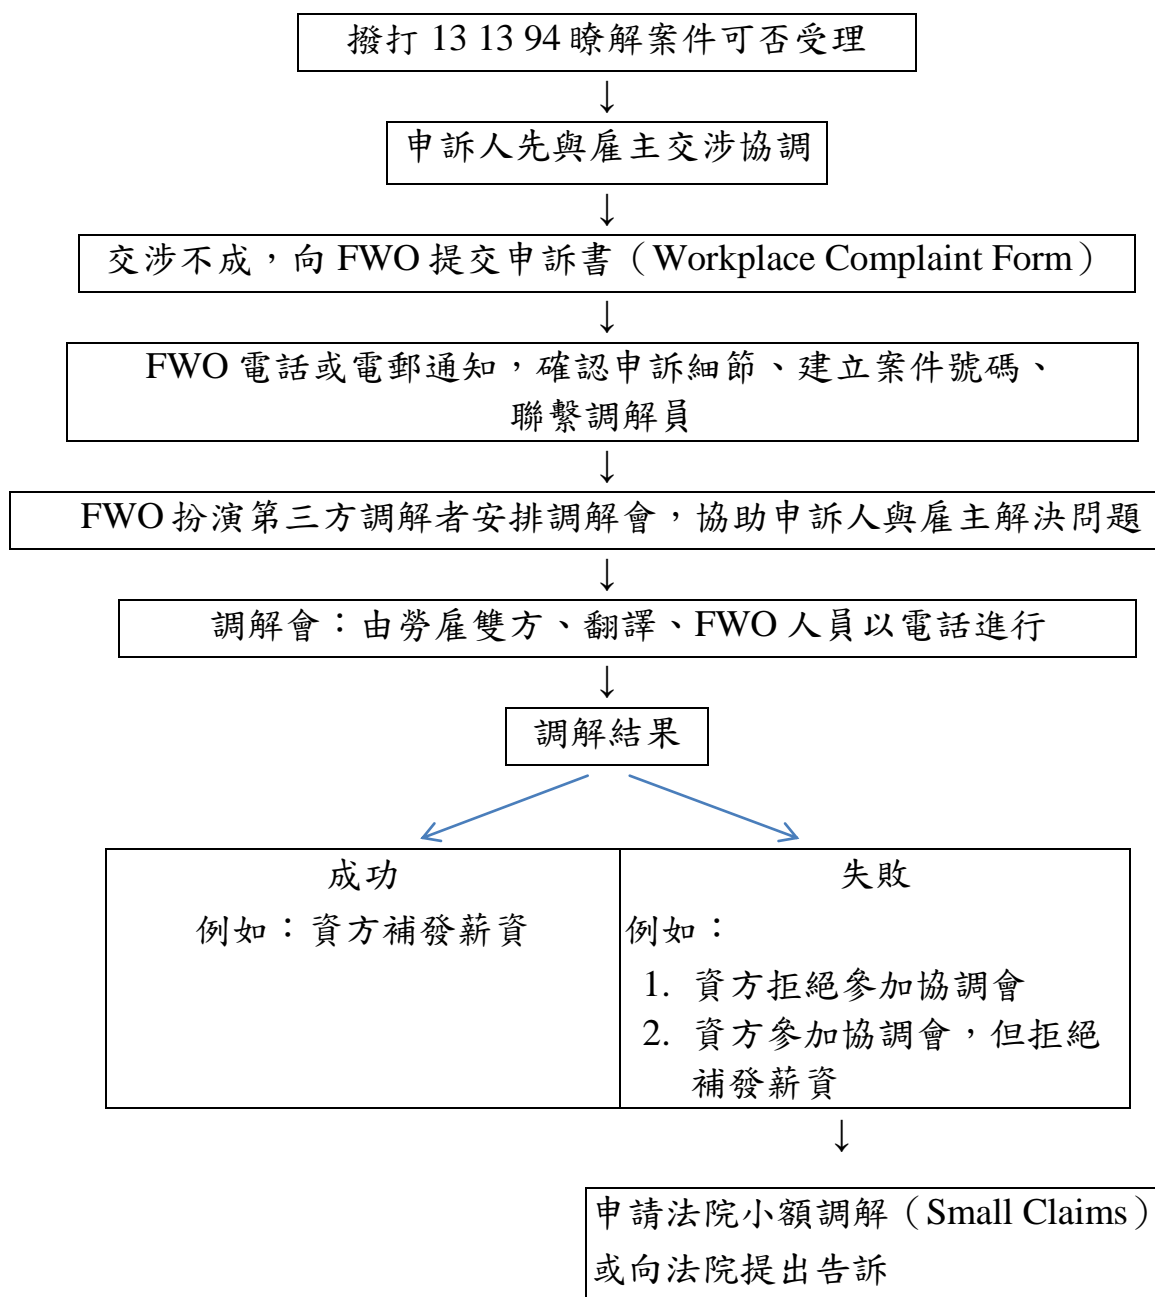 撥打 13 13 94 瞭解案件可否受理
↓
申訴人先與雇主交涉協調
↓
交涉不成，向 FWO 提交申訴書（Workplace Complaint Form）
↓
FWO 電話或電郵通知，確認申訴細節、建立案件號碼、
聯繫調解員
↓
FWO 扮演第三方調解者安排調解會，協助申訴人與雇主解決問題
↓
調解會：由勞雇雙方、翻譯、FWO 人員以電話進行
↓
調解結果
成功
例如：資方補發薪資
失敗
例如：
1. 資方拒絕參加協調會
2. 資方參加協調會，但拒絕
補發薪資
↓
申請法院小額調解（Small Claims）
或向法院提出告訴